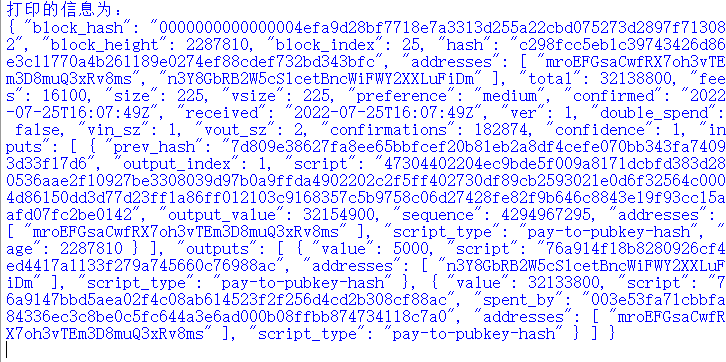 打印的信息为：
{ "block_hash": "0000000000000004efa9d28bf7718e7a3313d255a22cbd075273d2897f71308
2", "block_height": 2287810, "block_index": 25, "hash": "c298fcc5eb1c39743426d86
e3c11770a4b261189e0274ef88cdef732bd343bfc", "addresses": [ "mroEFGsaCwfRX7oh3vTE
m3D8muQ3xRv8ms", "n3Y8GbRB2W5cS1cetBncWiFWY2XXLuFiDm" ], "total": 32138800, "fee
s": 16100, "size": 225, "vsize": 225, "preference": "medium", "confirmed": "2022
-07-25T16:07:49Z", "received": "2022-07-25T16:07:49Z", "ver": 1, "double_spend":
 false, "vin_sz": 1, "vout_sz": 2, "confirmations": 182874, "confidence": 1, "in
puts": [ { "prev_hash": "7d809e38627fa8ee65bbfcef20b81eb2a8df4cefe070bb343fa7409
3d33f17d6", "output_index": 1, "script": "47304402204ec9bde5f009a8171dcbfd383d28
0536aae2f10927be3308039d97b0a9ffda4902202c2f5ff402730df89cb2593021e0d6f32564c000
4d86150dd3d77d23ff1a86ff012103c9168357c5b9758c06d27428fe82f9b646c8843e19f93cc15a
afd07fc2be0142", "output_value": 32154900, "sequence": 4294967295, "addresses":
[ "mroEFGsaCwfRX7oh3vTEm3D8muQ3xRv8ms" ], "script_type": "pay-to-pubkey-hash", "
age": 2287810 } ], "outputs": [ { "value": 5000, "script": "76a914f18b8280926cf4
ed4417a1133f279a745660c76988ac", "addresses": [ "n3Y8GbRB2W5cS1cetBncWiFWY2XXLuF
iDm" ], "script_type": "pay-to-pubkey-hash" }, { "value": 32133800, "script": "7
6a9147bbd5aea02f4c08ab614523f2f256d4cd2b308cf88ac", "spent_by": "003e53fa71cbbfa
84336ec3c8be0c5fc644a3e6ad000b08ffbb874734118c7a0", "addresses": [ "mroEFGsaCwfR
X7oh3vTEm3D8muQ3xRv8ms" ], "script_type": "pay-to-pubkey-hash" } ] }